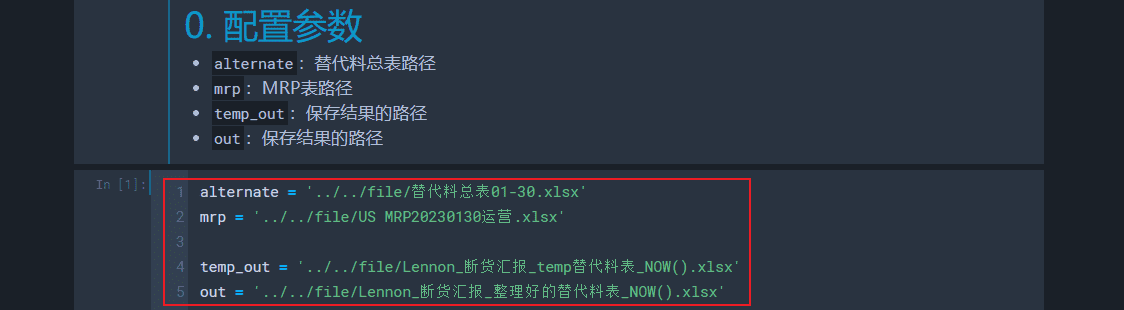 0. 配置参数
alternate：替代料总表路径
mrp：MRP表路径
temp_out：保存结果的路径
out：保存结果的路径
In [1]:
1 alternate = '../../file/替代料总表01-30.xlsx'
2 mrp = '../../file/US MRP20230130运营.xlsx'
3
4 temp_out = '../../file/Lennon_断货汇报_temp替代料表_NOW().xlsx'
5 out = '../../file/Lennon_断货汇报_整理好的替代料表_NOW().xlsx'